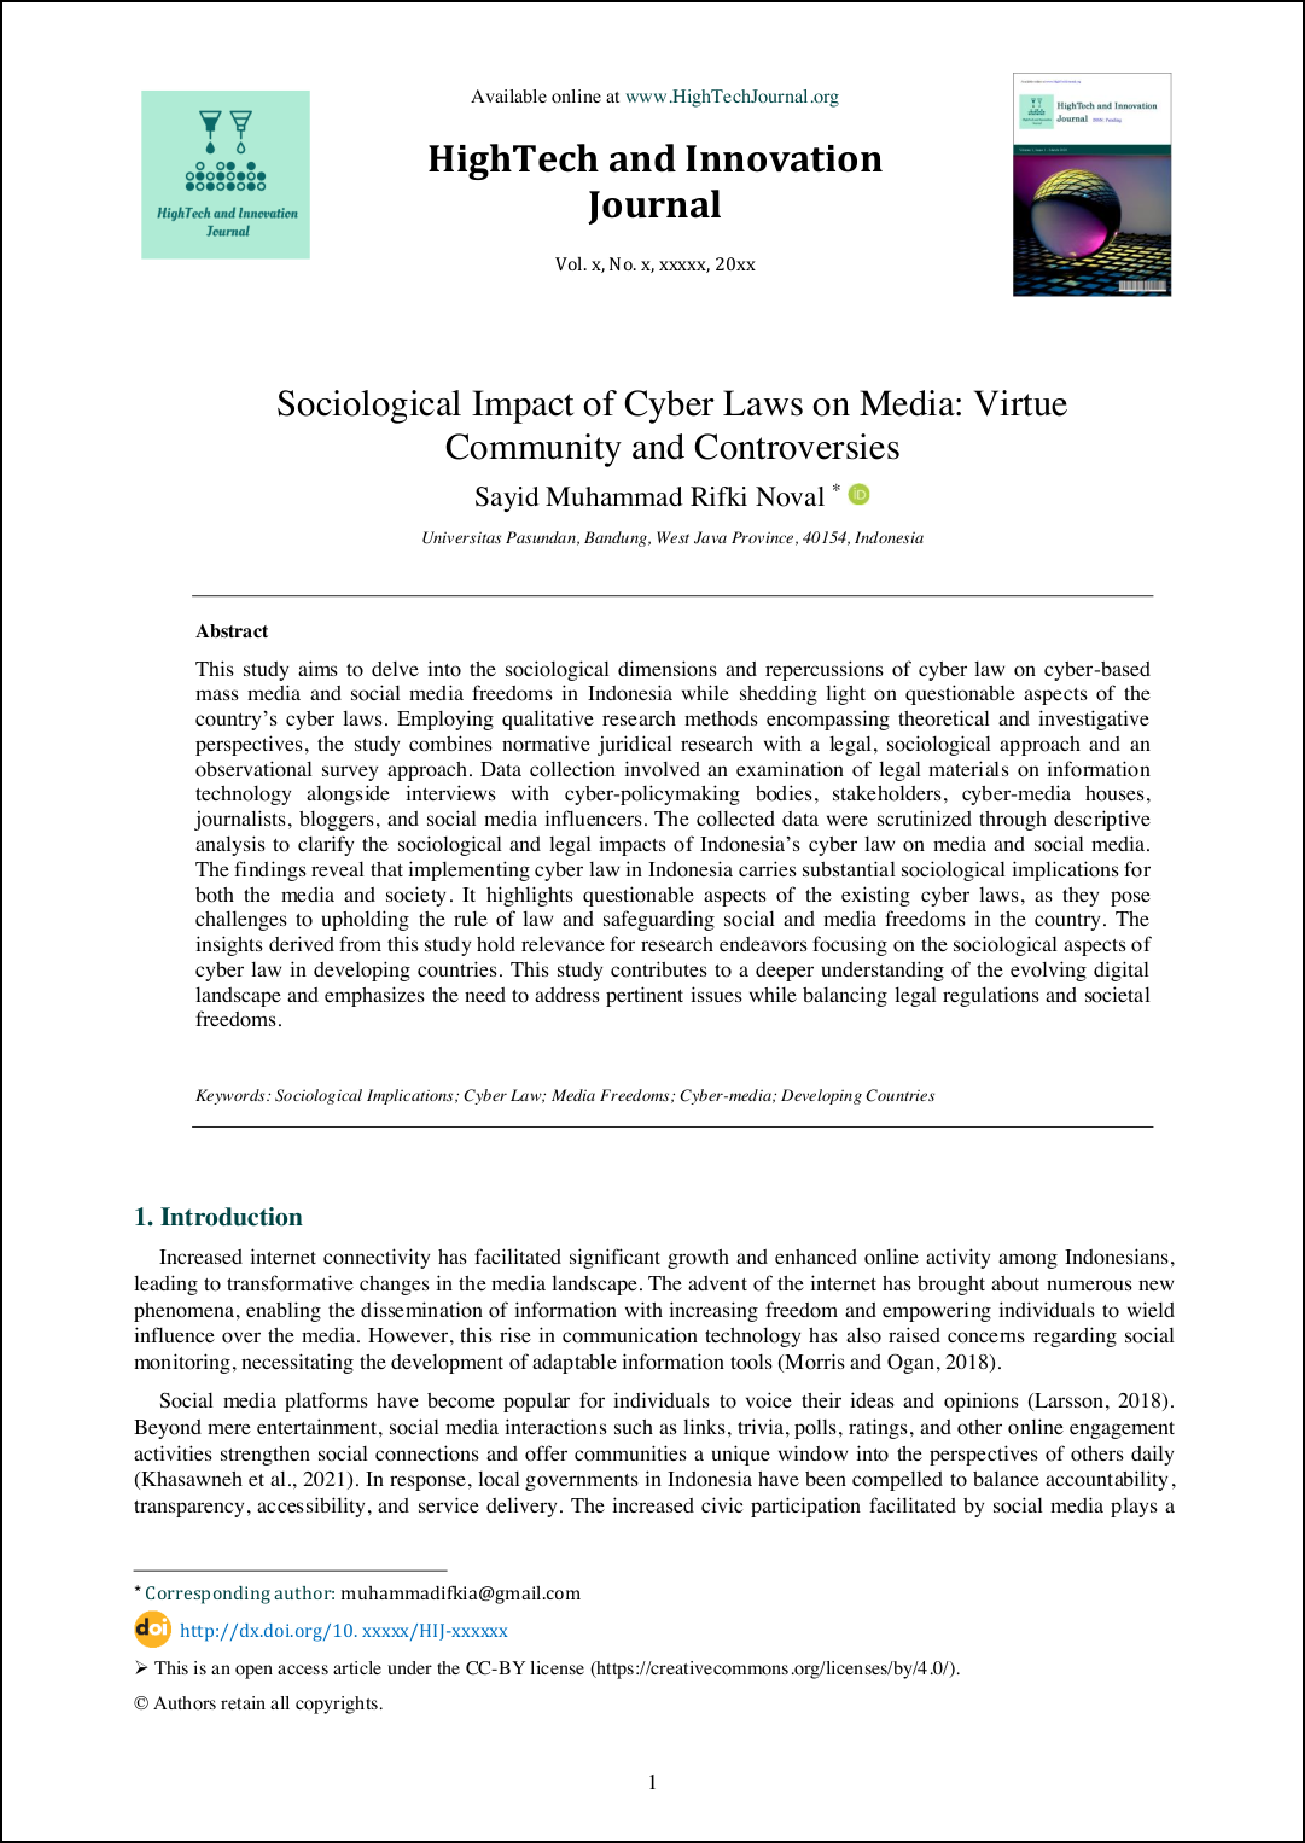 Available online at www.HighTechJournal.org
HighTech and Innovation
Journal
Vol. x, No. x, xxxxx, 20xx
HighTech and Innovation
Journal
HighTech and Innovation
Journal
Sociological Impact of Cyber Laws on Media: Virtue
Community and Controversies
Sayid Muhammad Rifki Noval * iD
Universitas Pasundan, Bandung, West Java Province, 40154, Indonesia
Abstract
This study aims to delve into the sociological dimensions and repercussions of cyber law on cyber-based
mass media and social media freedoms in Indonesia while shedding light on questionable aspects of the
country’s cyber laws. Employing qualitative research methods encompassing theoretical and investigative
perspectives, the study combines normative juridical research with a legal, sociological approach and an
observational survey approach. Data collection involved an examination of legal materials on information
technology alongside interviews with cyber-policymaking bodies, stakeholders, cyber-media houses,
journalists, bloggers, and social media influencers. The collected data were scrutinized through descriptive
analysis to clarify the sociological and legal impacts of Indonesia’s cyber law on media and social media.
The findings reveal that implementing cyber law in Indonesia carries substantial sociological implications for
both the media and society. It highlights questionable aspects of the existing cyber laws, as they pose
challenges to upholding the rule of law and safeguarding social and media freedoms in the country. The
insights derived from this study hold relevance for research endeavors focusing on the sociological aspects of
cyber law in developing countries. This study contributes to a deeper understanding of the evolving digital
landscape and emphasizes the need to address pertinent issues while balancing legal regulations and societal
freedoms.
Keywords: Sociological Implications; Cyber Law; Media Freedoms; Cyber-media; Developing Countries
1. Introduction
Increased internet connectivity has facilitated significant growth and enhanced online activity among Indonesians,
leading to transformative changes in the media landscape. The advent of the internet has brought about numerous new
phenomena, enabling the dissemination of information with increasing freedom and empowering individuals to wield
influence over the media. However, this rise in communication technology has also raised concerns regarding social
monitoring, necessitating the development of adaptable information tools (Morris and Ogan, 2018).
Social media platforms have become popular for individuals to voice their ideas and opinions (Larsson, 2018).
Beyond mere entertainment, social media interactions such as links, trivia, polls, ratings, and other online engagement
activities strengthen social connections and offer communities a unique window into the perspectives of others daily
(Khasawneh et al., 2021). In response, local governments in Indonesia have been compelled to balance accountability,
transparency, accessibility, and service delivery. The increased civic participation facilitated by social media plays a
* Corresponding author: muhammadifkia@gmail.com
doi http://dx.doi.org/10. xxxxx/HIJ-xxxxxx
➢ This is an open access article under the CC-BY license (https://creativecommons.org/licenses/by/4.0/).
© Authors retain all copyrights.
1